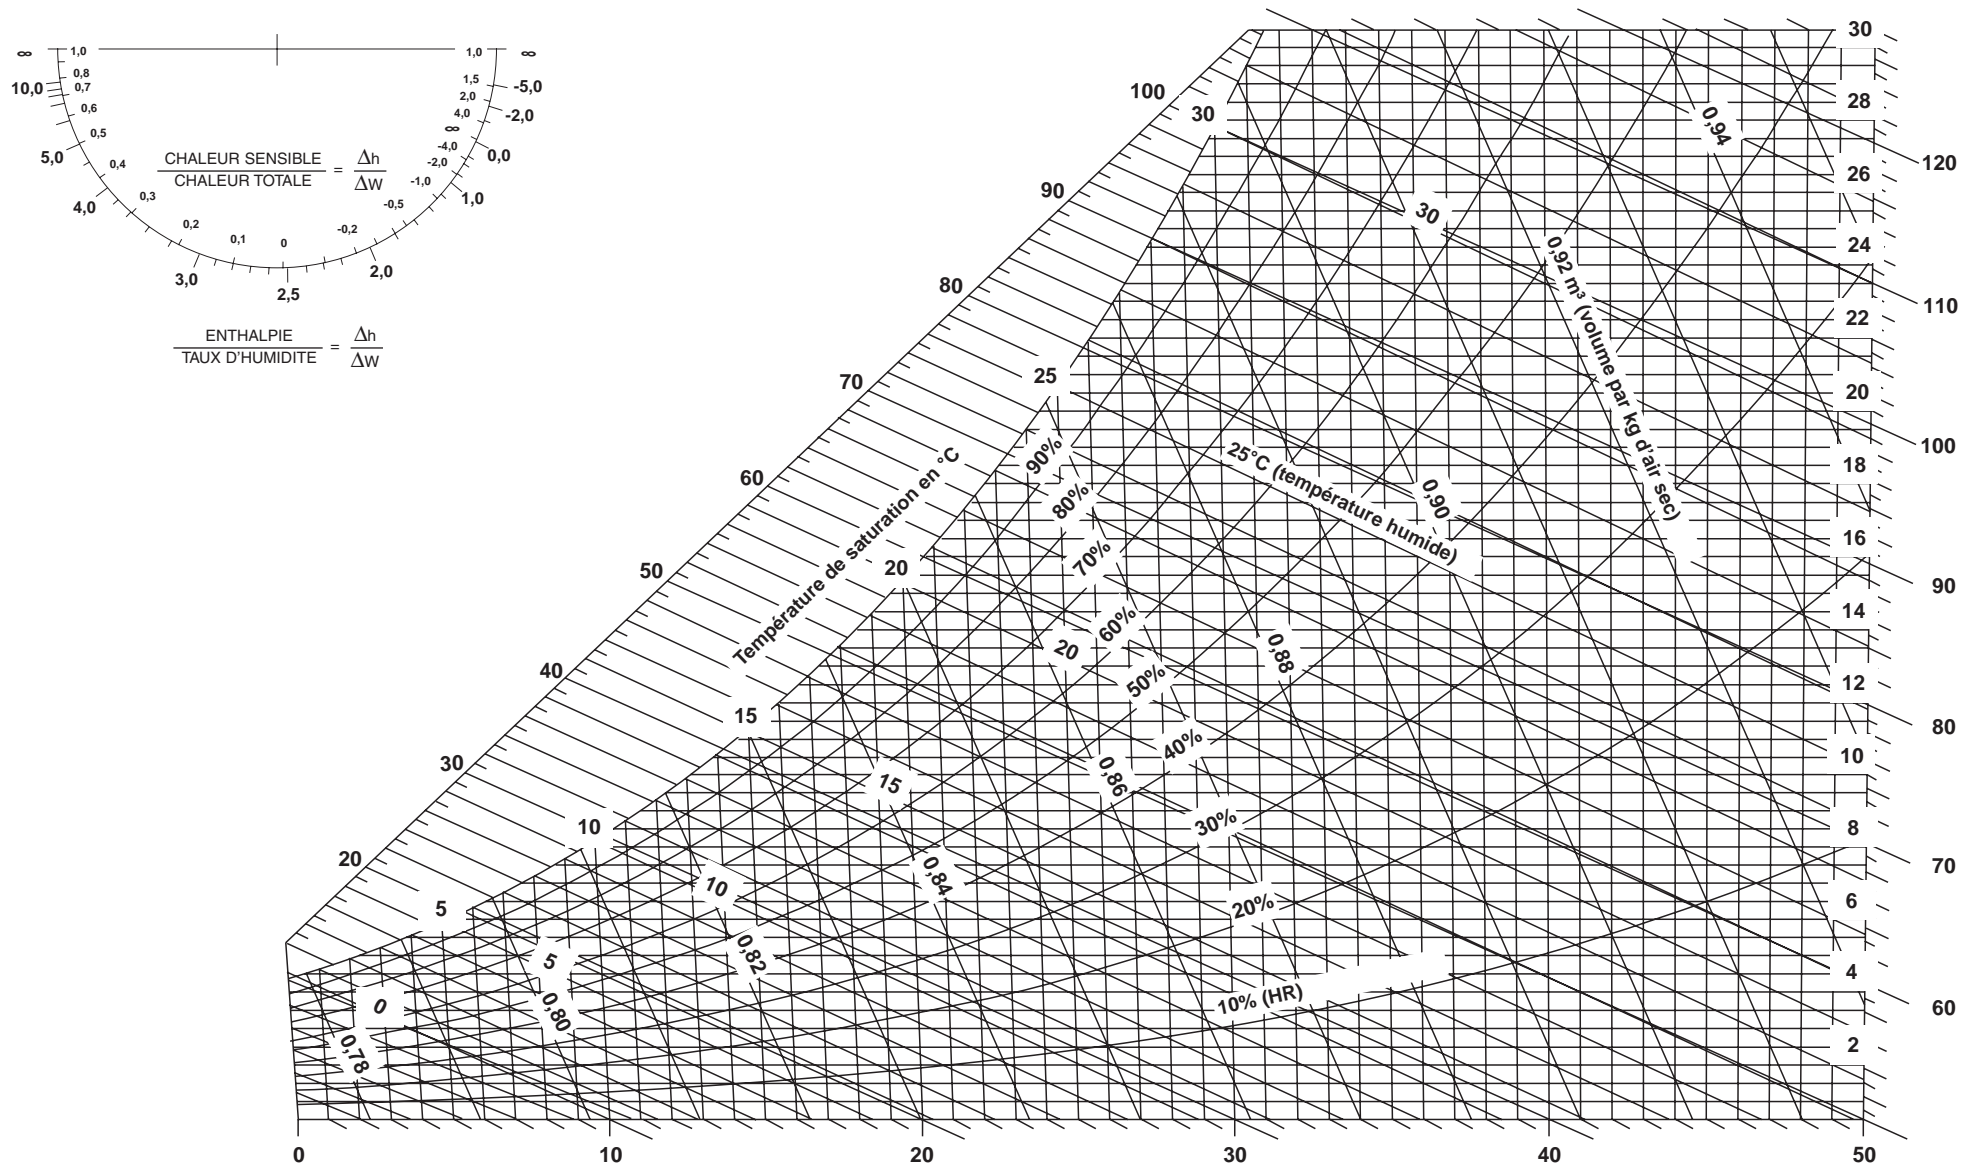 ∞ 1,0 1,0 ∞
10,0 0,8 0,7 0,6 0,5 0,4 0,3 0,2 0,1 0 -0,2 -0,5 -1,0 -2,0 -4,0 ∞ 4,0 2,0 1,5
5,0 4,0 3,0 2,5 2,0 1,0 0,0 -2,0 -5,0
CHALEUR SENSIBLE
CHALEUR TOTALE
= Δh
ΔW
ENTHALPIE
TAUX D'HUMIDITE
= Δh
ΔW
20 30 40 50 60 70 80 90 100
Température de saturation en °C
5 10 15 20 25 30
0 5 10 15 20
25°C (température humide)
30
90%
80%
70%
60%
50%
40%
30%
20%
10% (HR)
0,78
0,80
0,82
0,84
0,86
0,88
0,90
0,92 m³ (volume par kg d'air sec)
0,94
30
28
26
24
22
20
18
16
14
12
10
8
6
4
2
120
110
100
90
80
70
60
0 10 20 30 40 50